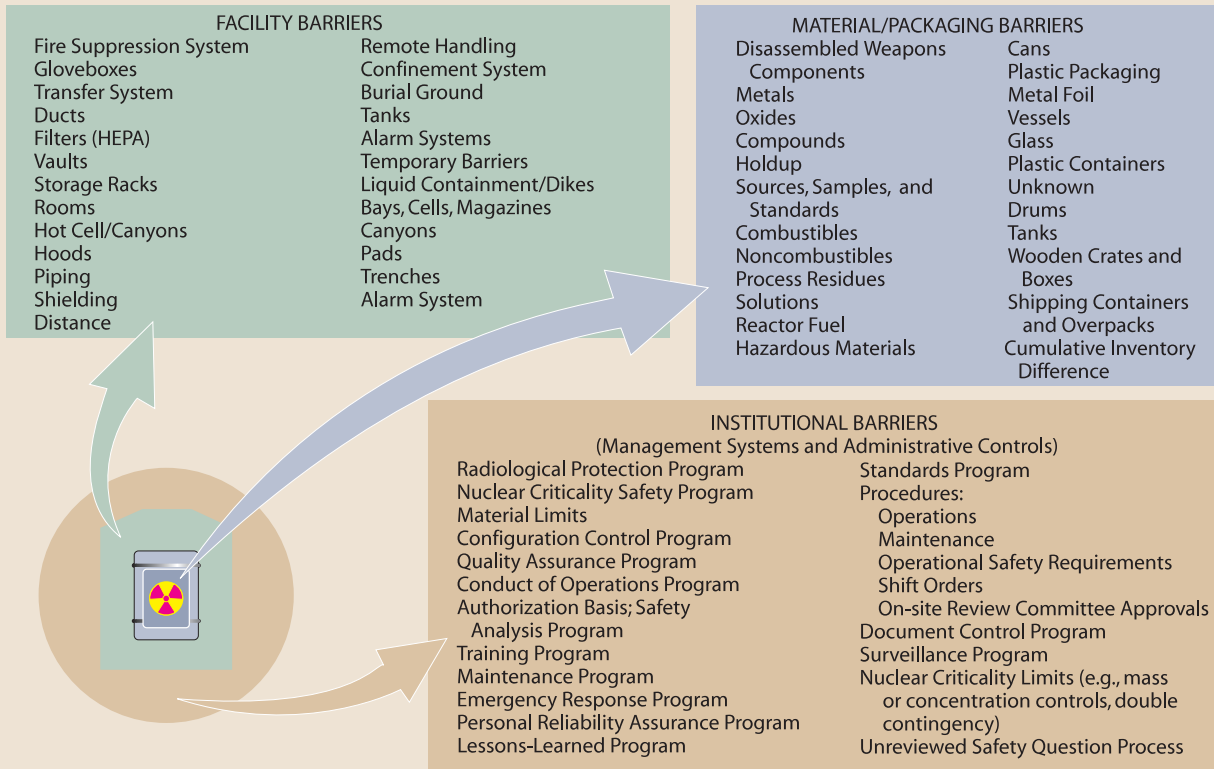 FACILITY BARRIERS
Fire Suppression System
Gloveboxes
Transfer System
Ducts
Filters (HEPA)
Vaults
Storage Racks
Rooms
Hot Cell/Canyons
Hoods
Piping
Shielding
Distance
Remote Handling
Confinement System
Burial Ground
Tanks
Alarm Systems
Temporary Barriers
Liquid Containment/Dikes
Bays, Cells, Magazines
Canyons
Pads
Trenches
Alarm System
MATERIAL/PACKAGING BARRIERS
Disassembled Weapons
Components
Metals
Oxides
Compounds
Holdup
Sources, Samples, and
Standards
Combustibles
Noncombustibles
Process Residues
Solutions
Reactor Fuel
Hazardous Materials
Cans
Plastic Packaging
Metal Foil
Vessels
Glass
Plastic Containers
Unknown
Drums
Tanks
Wooden Crates and
Boxes
Shipping Containers
and Overpacks
Cumulative Inventory
Difference
INSTITUTIONAL BARRIERS
(Management Systems and Administrative Controls)
Radiological Protection Program
Nuclear Criticality Safety Program
Material Limits
Configuration Control Program
Quality Assurance Program
Conduct of Operations Program
Authorization Basis; Safety
Analysis Program
Training Program
Maintenance Program
Emergency Response Program
Personal Reliability Assurance Program
Lessons-Learned Program
Standards Program
Procedures:
Operations
Maintenance
Operational Safety Requirements
Shift Orders
On-site Review Committee Approvals
Document Control Program
Surveillance Program
Nuclear Criticality Limits (e.g., mass
or concentration controls, double
contingency)
Unreviewed Safety Question Process